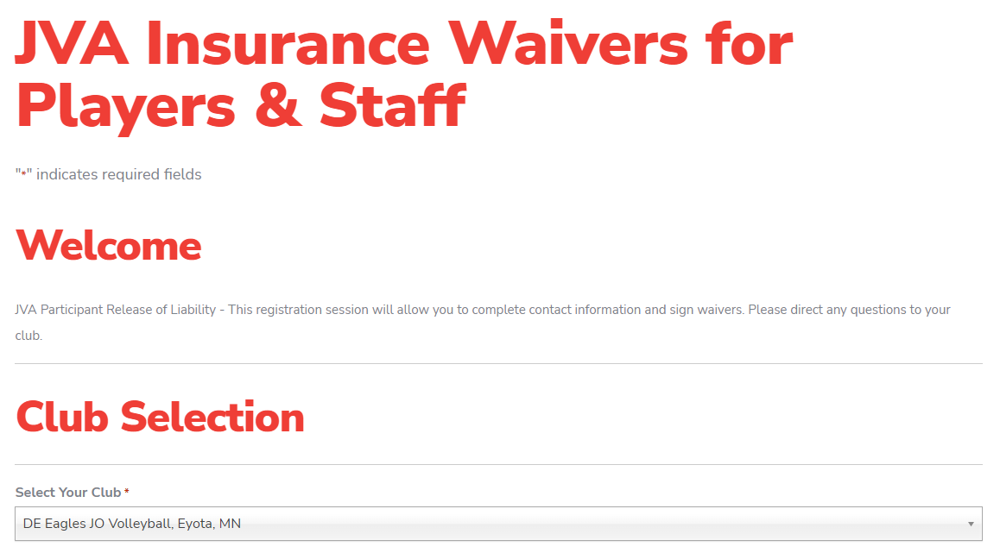 JVA Insurance Waivers for
Players & Staff
"*" indicates required fields
Welcome
JVA Participant Release of Liability - This registration session will allow you to complete contact information and sign waivers. Please direct any questions to your
club.
Club Selection
Select Your Club *
DE Eagles JO Volleyball, Eyota, MN